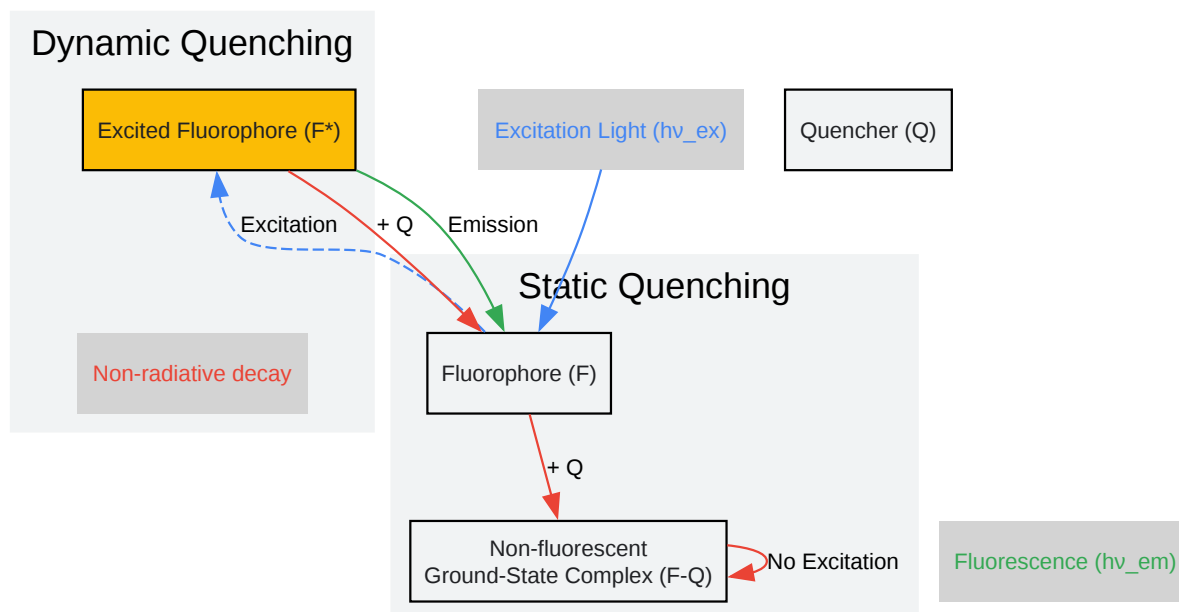 Dynamic Quenching
Excited Fluorophore (F*)
Excitation Light (hν_ex)
Quencher (Q)
Excitation
+ Q
Emission
Static Quenching
Non-radiative decay
Fluorophore (F)
+ Q
Non-fluorescent
Ground-State Complex (F-Q)
No Excitation
Fluorescence (hν_em)